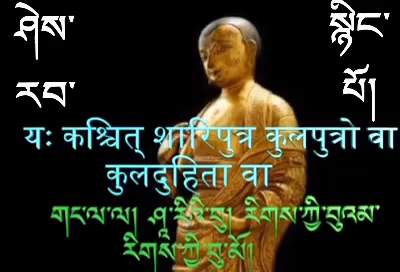 ཤེས་ སྙིང་
རབ་ པོ།
यः कश्चित् शारिपुत्र कुलपुत्रो वा
कुलदुहिता वा
གང་ལ་ལ། ཤཱ་རིའི་བུ། རིགས་ཀྱི་བུའམ་
རིགས་ཀྱི་བུ་མོ།